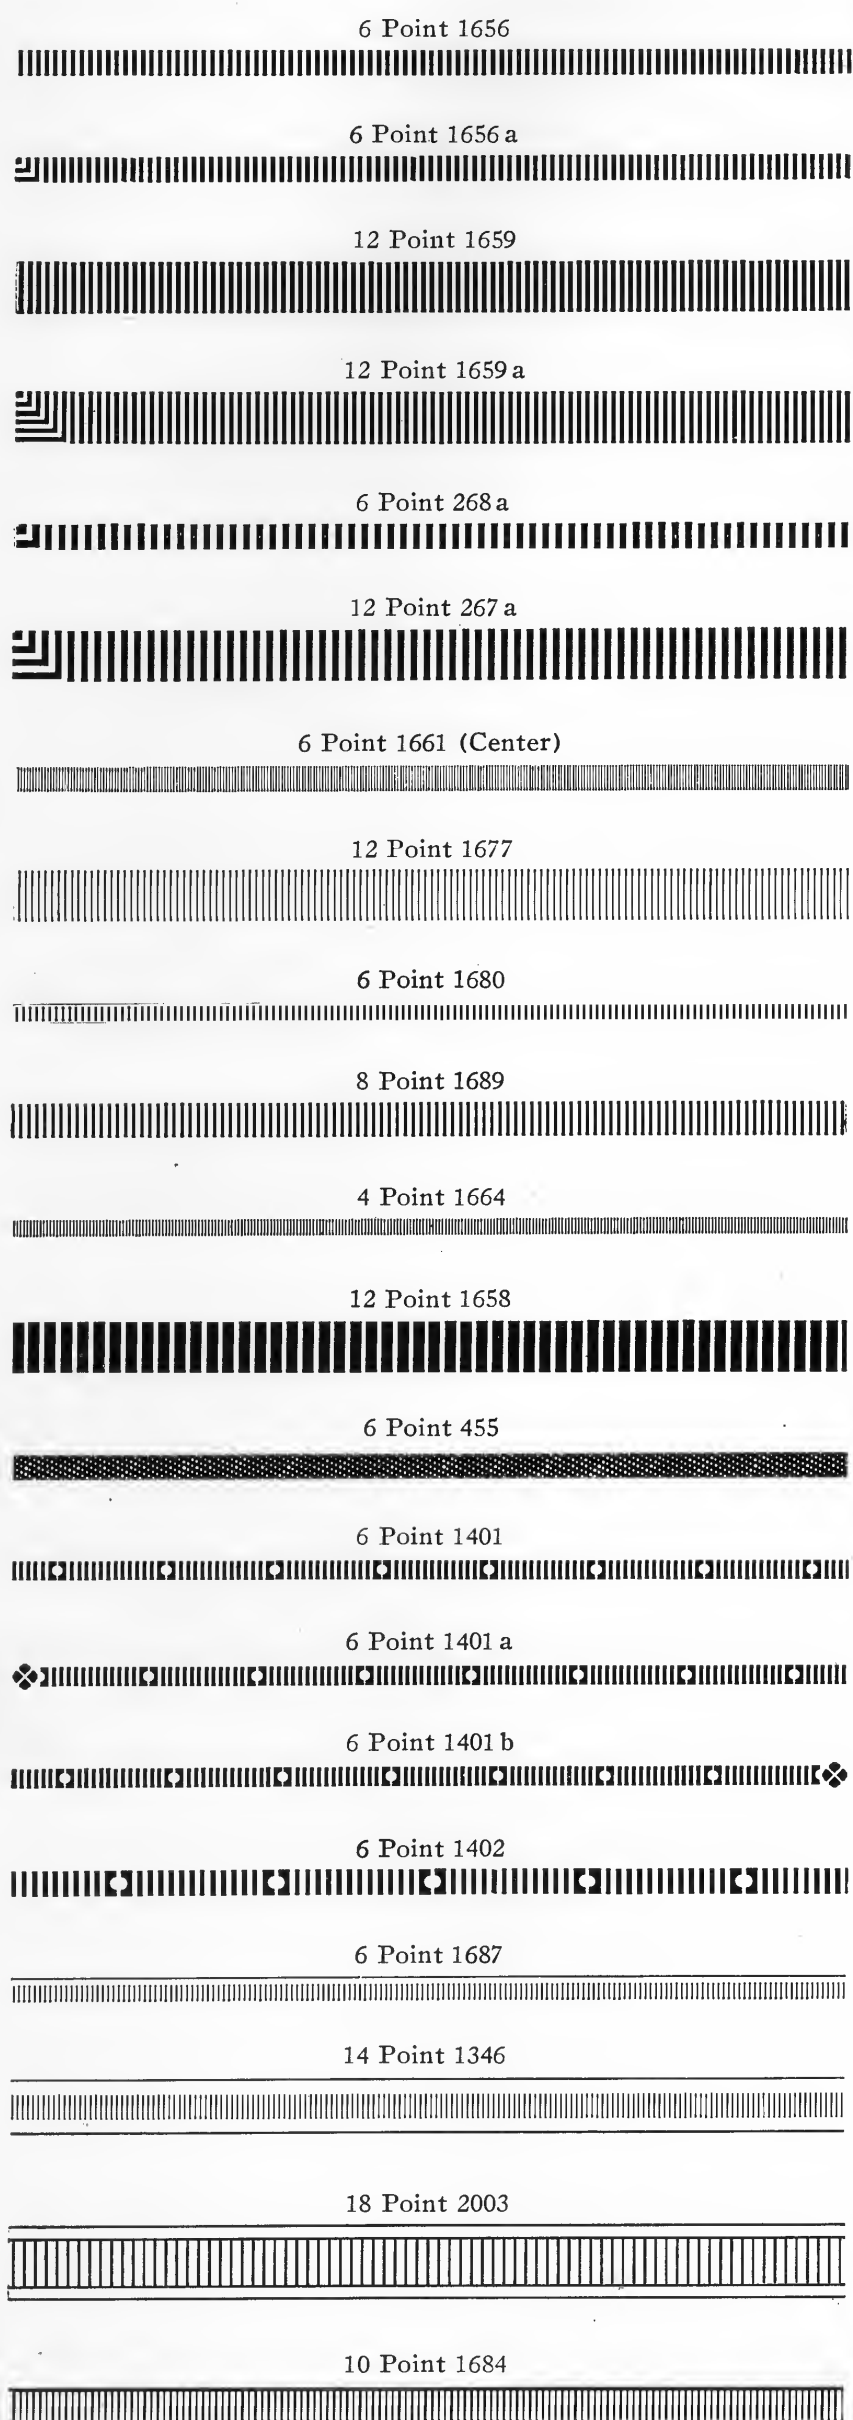 6 Point 1656
6 Point 1656 a
12 Point 1659
12 Point 1659 a
6 Point 268 a
12 Point 267 a
6 Point 1661 (Center)
12 Point 1677
6 Point 1680
8 Point 1689
4 Point 1664
12 Point 1658
6 Point 455
6 Point 1401
6 Point 1401 a
6 Point 1401 b
6 Point 1402
6 Point 1687
14 Point 1346
18 Point 2003
10 Point 1684